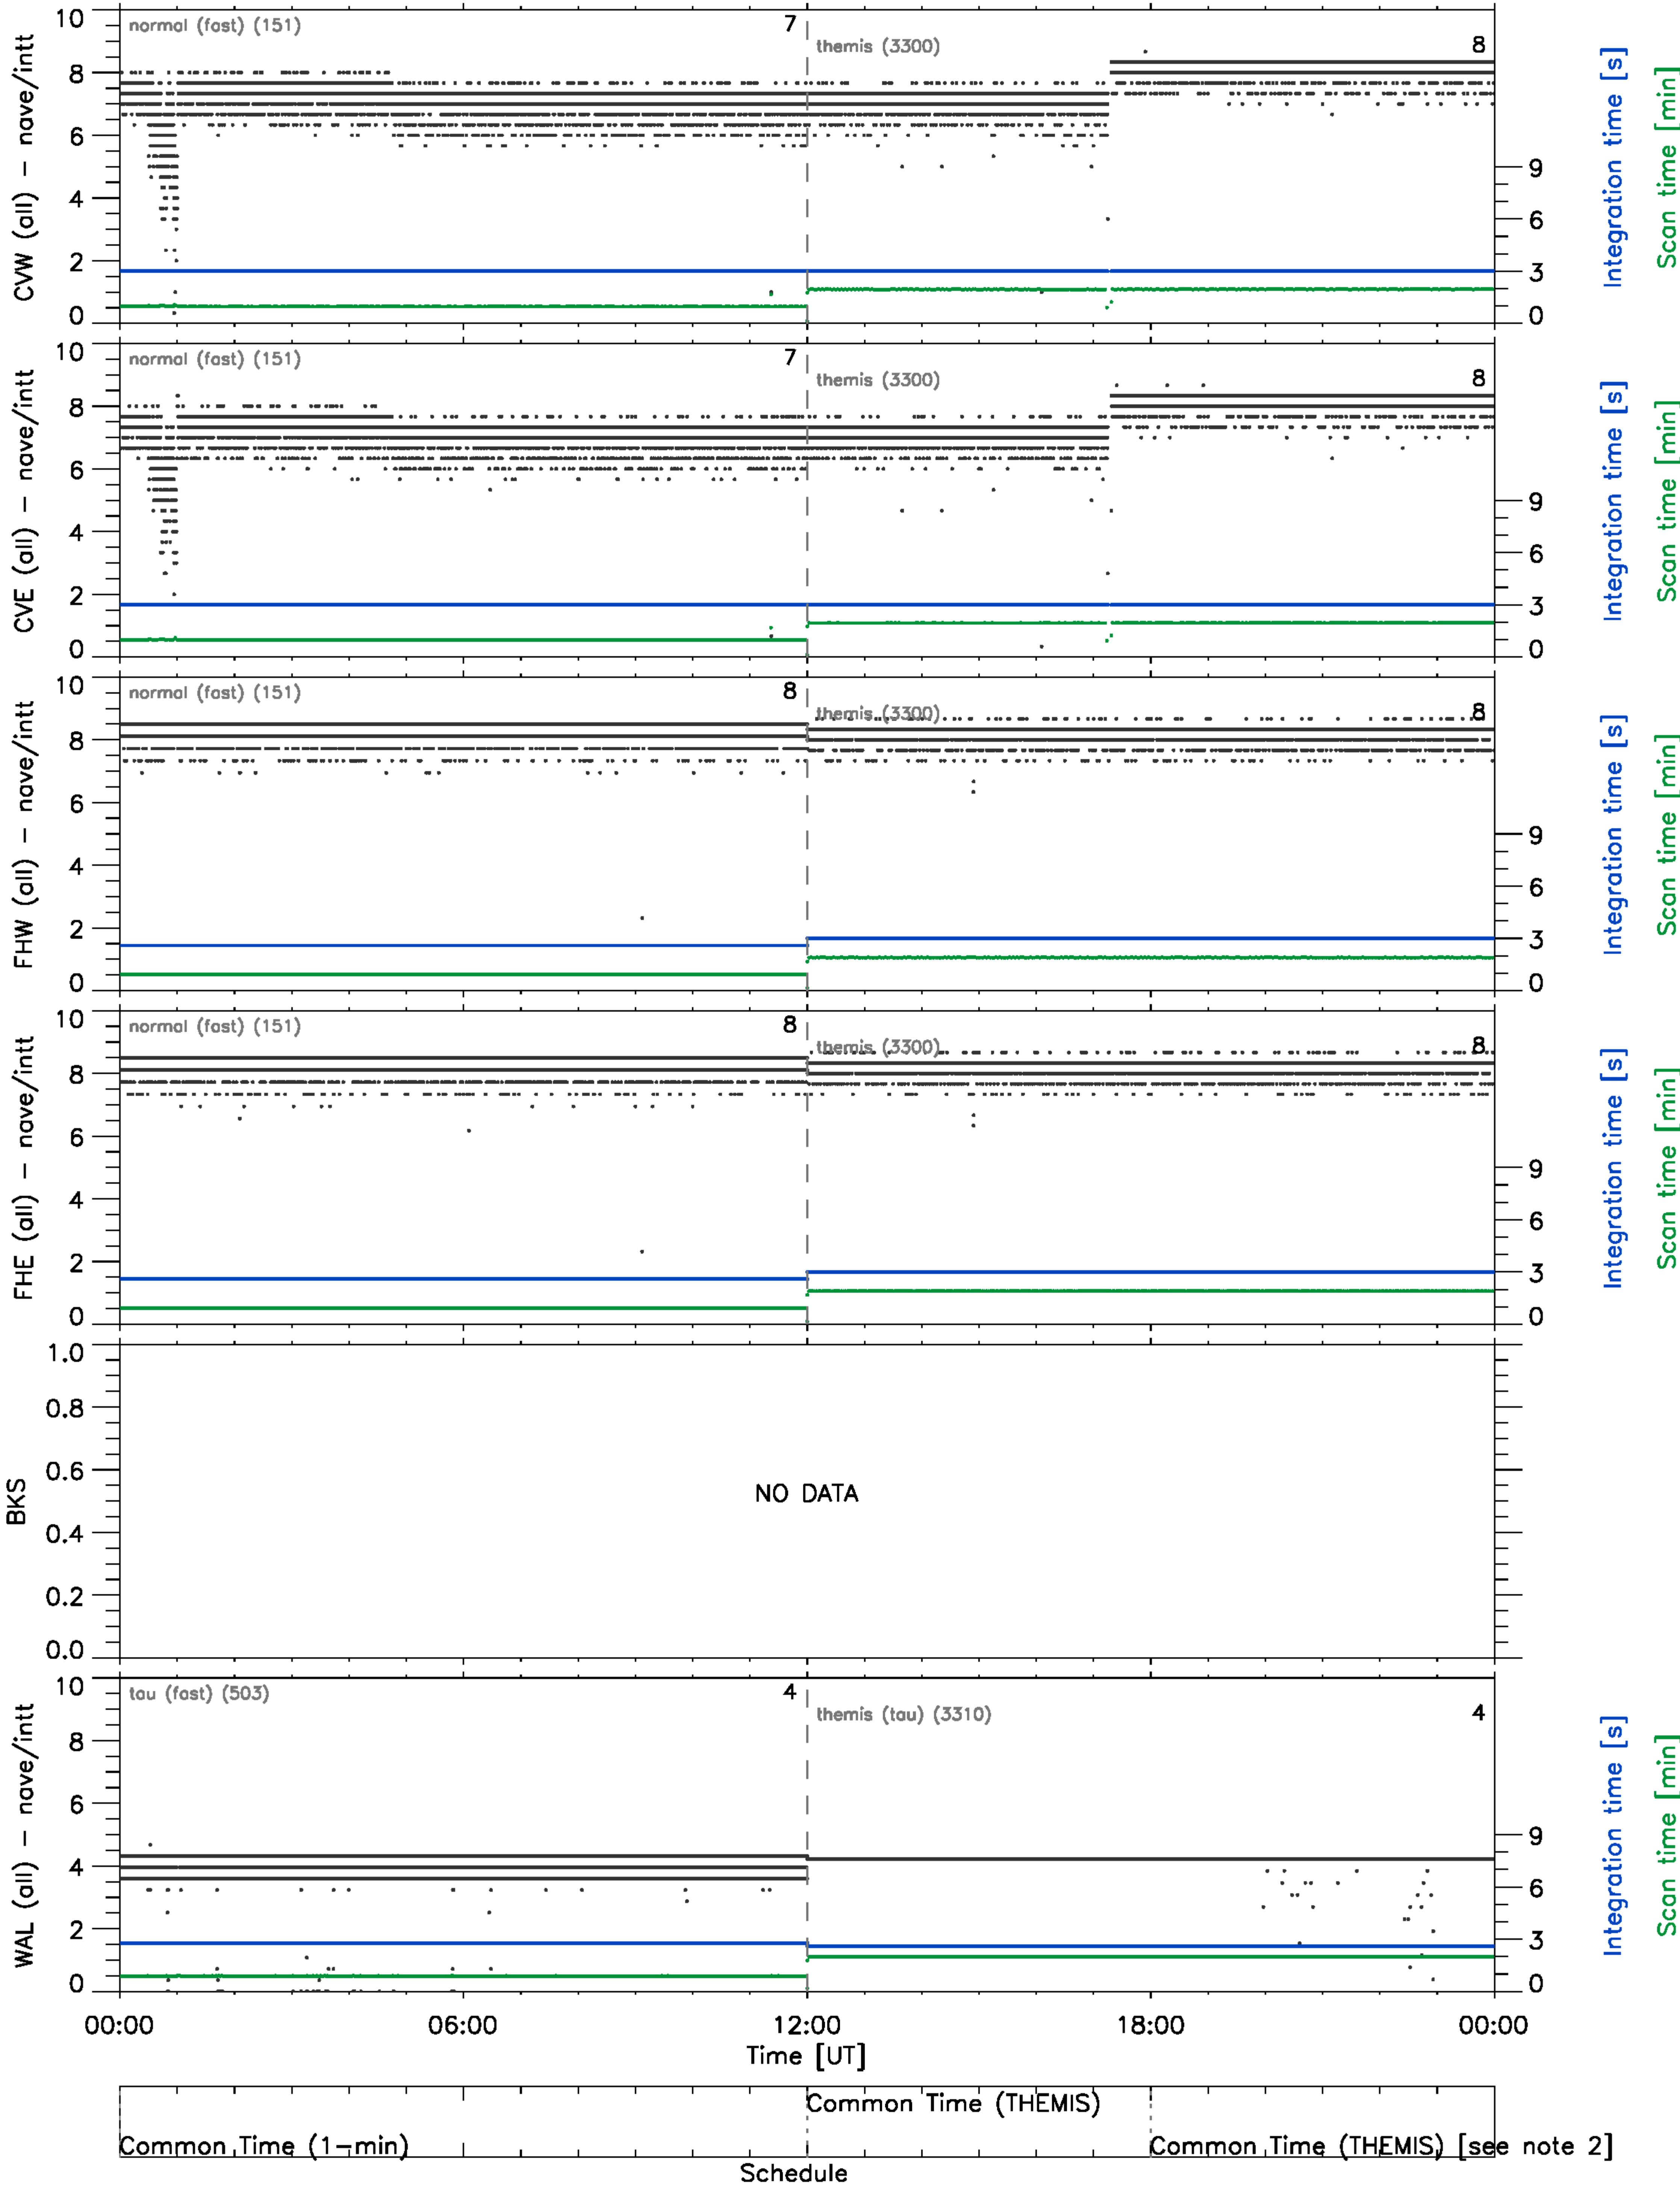 CVW (all) - nave/intt
10
8
6
4
2
0
normal (fast) (151)
7
themis (3300)
8
9
6
3
0
Integration time [s]
Scan time [min]
CVE (all) - nave/intt
10
8
6
4
2
0
normal (fast) (151)
7
themis (3300)
8
9
6
3
0
Integration time [s]
Scan time [min]
FHW (all) - nave/intt
10
8
6
4
2
0
normal (fast) (151)
8
themis (3300)
8
9
6
3
0
Integration time [s]
Scan time [min]
FHE (all) - nave/intt
10
8
6
4
2
0
normal (fast) (151)
8
themis (3300)
8
9
6
3
0
Integration time [s]
Scan time [min]
BKS
1.0
0.8
0.6
0.4
0.2
0.0
NO DATA
WAL (all) - nave/intt
10
8
6
4
2
0
tau (fast) (503)
4
themis (tau) (3310)
4
9
6
3
0
Integration time [s]
Scan time [min]
00:00 06:00 12:00 18:00 00:00
Time [UT]
Common Time (THEMIS)
Common Time (1-min)
Common Time (THEMIS) [see note 2]
Schedule